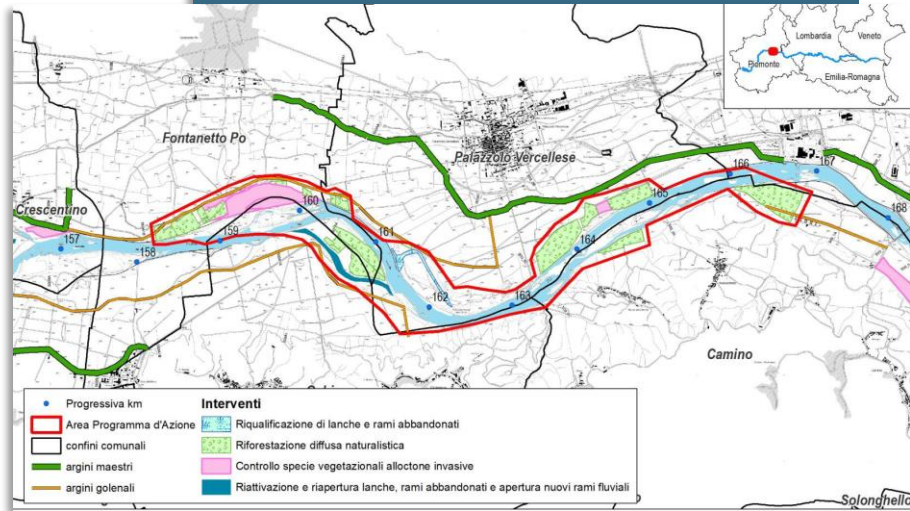 Lombardia
Veneto
Piemonte
Emilia-Romagna
Fontanetto Po
Palazzolo Vercellese
Crescentino
Camino
Solonghello
157
158
159
160
161
162
163
164
165
166
167
168
Progressiva km
Area Programma d'Azione
confini comunali
argini maestri
argini golenali
Interventi
Riqualificazione di lanche e rami abbandonati
Riforestazione diffusa naturalistica
Controllo specie vegetazionali alloctone invasive
Riattivazione e riapertura lanche, rami abbandonati e apertura nuovi rami fluviali